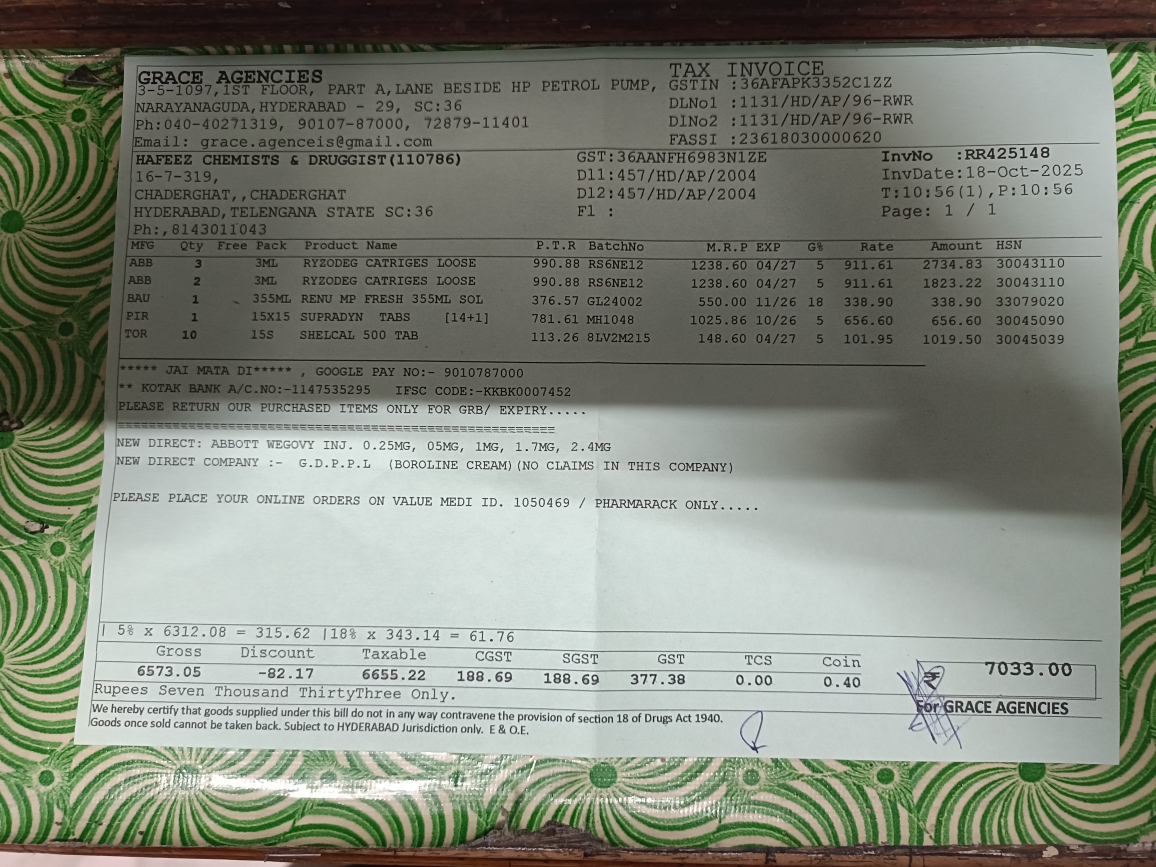 GRACE AGENCIES
3-5-1097,1ST FLOOR, PART A,LANE BESIDE HP PETROL PUMP,
NARAYANAGUDA,HYDERABAD - 29, SC:36
Ph:040-40271319, 90107-87000, 72879-11401
Email: grace.agenceis@gmail.com
TAX INVOICE
GSTIN :36AFAPK3352C1ZZ
DLNo1 :1131/HD/AP/96-RWR
DlNo2 :1131/HD/AP/96-RWR
FASSI :23618030000620
HAFEEZ CHEMISTS & DRUGGIST(110786)
16-7-319,
CHADERGHAT,,CHADERGHAT
HYDERABAD,TELENGANA STATE SC:36
Ph:,8143011043
GST:36AANFH6983N1ZE
Dl1:457/HD/AP/2004
Dl2:457/HD/AP/2004
Fl :
InvNo :RR425148
InvDate:18-Oct-2025
T:10:56(1),P:10:56
Page: 1 / 1
MFG Qty Free Pack Product Name P.T.R BatchNo M.R.P EXP G% Rate Amount HSN
ABB 3 3ML RYZODEG CATRIGES LOOSE 990.88 RS6NE12 1238.60 04/27 5 911.61 2734.83 30043110
ABB 2 3ML RYZODEG CATRIGES LOOSE 990.88 RS6NE12 1238.60 04/27 5 911.61 1823.22 30043110
BAU 1 355ML RENU MP FRESH 355ML SOL 376.57 GL24002 550.00 11/26 18 338.90 338.90 33079020
PIR 1 15X15 SUPRADYN TABS [14+1] 781.61 MH1048 1025.86 10/26 5 656.60 656.60 30045090
TOR 10 15S SHELCAL 500 TAB 113.26 8LV2M215 148.60 04/27 5 101.95 1019.50 30045039
***** JAI MATA DI***** , GOOGLE PAY NO:- 9010787000
** KOTAK BANK A/C.NO:-1147535295 IFSC CODE:-KKBK0007452
PLEASE RETURN OUR PURCHASED ITEMS ONLY FOR GRB/ EXPIRY.....
NEW DIRECT: ABBOTT WEGOVY INJ. 0.25MG, 05MG, 1MG, 1.7MG, 2.4MG
NEW DIRECT COMPANY :- G.D.P.P.L (BOROLINE CREAM)(NO CLAIMS IN THIS COMPANY)
PLEASE PLACE YOUR ONLINE ORDERS ON VALUE MEDI ID. 1050469 / PHARMARACK ONLY.....
| 5% x 6312.08 = 315.62 |18% x 343.14 = 61.76
Gross Discount Taxable CGST SGST GST TCS Coin
6573.05 -82.17 6655.22 188.69 188.69 377.38 0.00 0.40
₹ 7033.00
Rupees Seven Thousand ThirtyThree Only.
For GRACE AGENCIES
We hereby certify that goods supplied under this bill do not in any way contravene the provision of section 18 of Drugs Act 1940.
Goods once sold cannot be taken back. Subject to HYDERABAD Jurisdiction only. E & O.E.